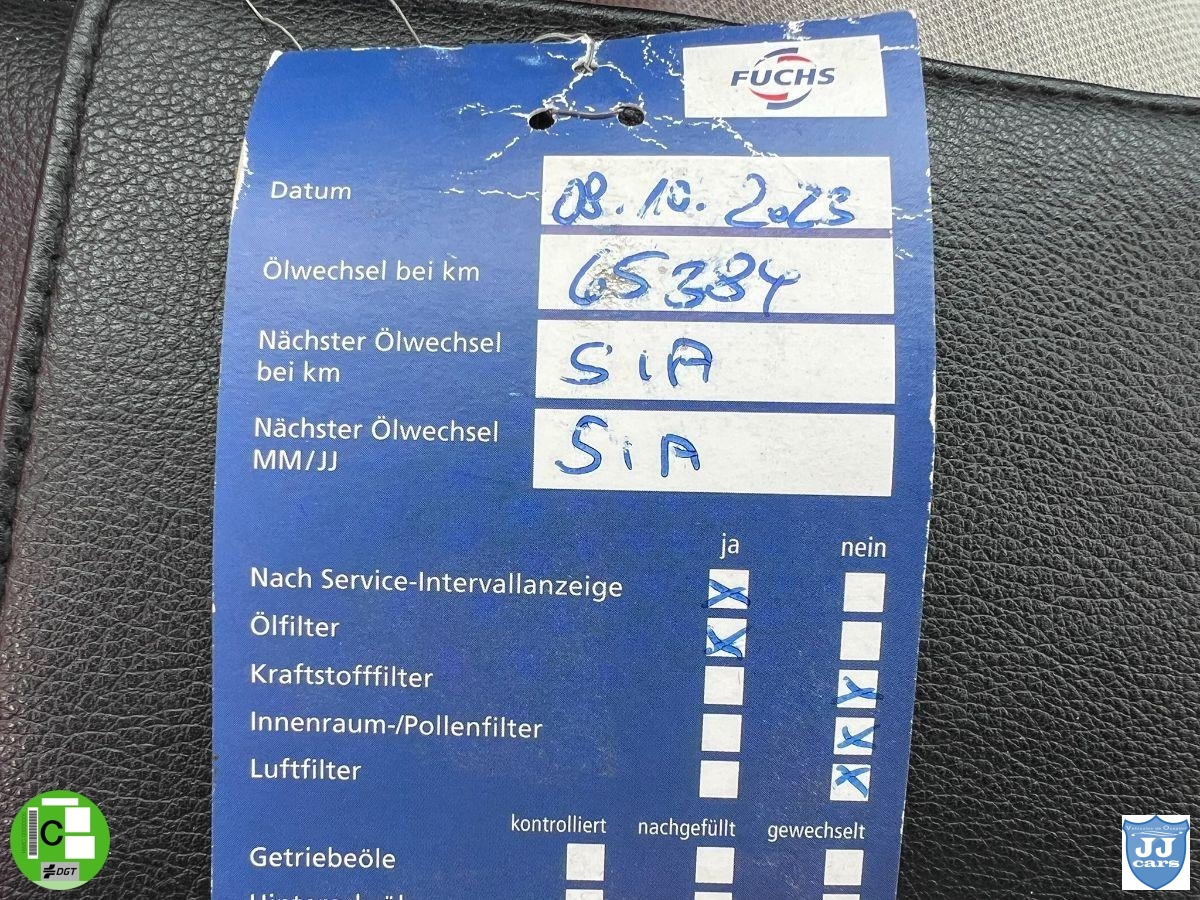 FUCHS
Datum 08.10.2023
Ölwechsel bei km 65384
Nächster Ölwechsel
bei km
SiA
Nächster Ölwechsel
MM/JJ
SiA
ja nein
Nach Service-Intervallanzeige X
Ölfilter X
Kraftstofffilter X
Innenraum-/Pollenfilter X
Luftfilter X
kontrolliert nachgefüllt gewechselt
Getriebeöle
C
DGT
JJ
cars